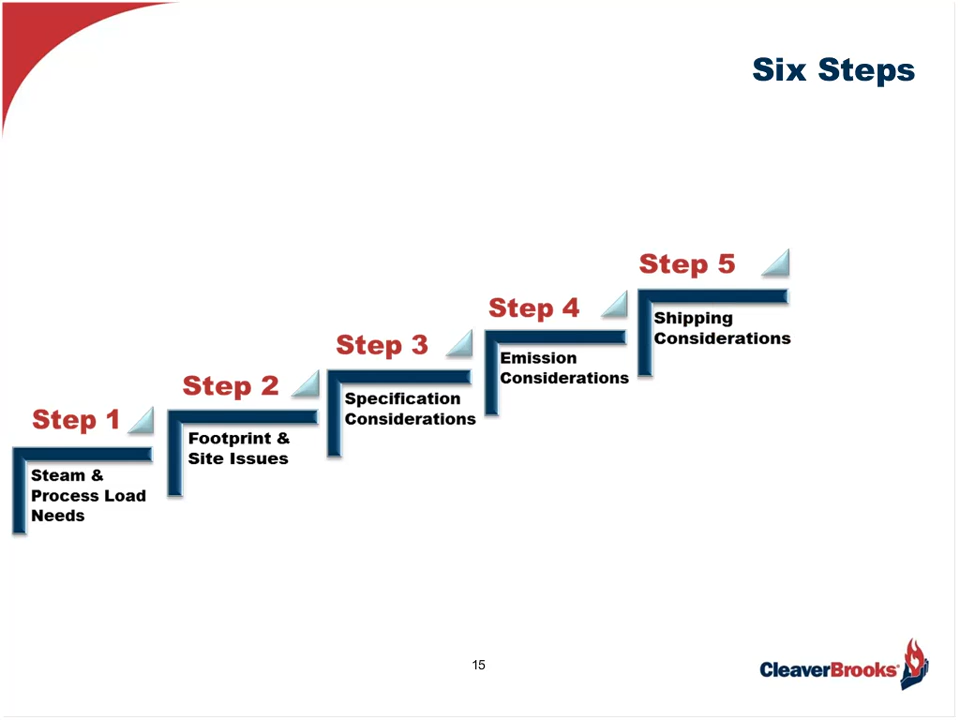 Six Steps
Step 1
Steam &
Process Load
Needs
Step 2
Footprint &
Site Issues
Step 3
Specification
Considerations
Step 4
Emission
Considerations
Step 5
Shipping
Considerations
15
CleaverBrooks